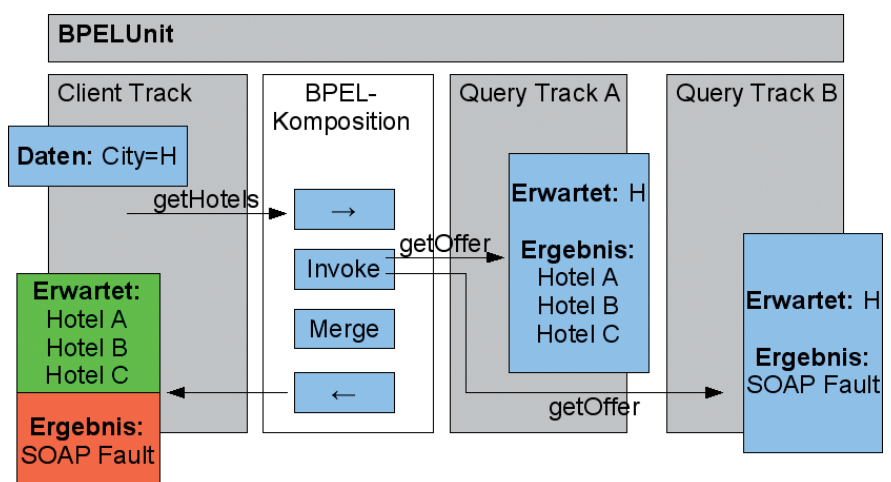 BPELUnit
Client Track
BPEL-
Komposition
Query Track A
Query Track B
Daten: City=H
getHotels
→
Invoke
Merge
←
getOffer
getOffer
Erwartet: H
Ergebnis:
Hotel A
Hotel B
Hotel C
Erwartet: H
Ergebnis:
SOAP Fault
Erwartet:
Hotel A
Hotel B
Hotel C
Ergebnis:
SOAP Fault